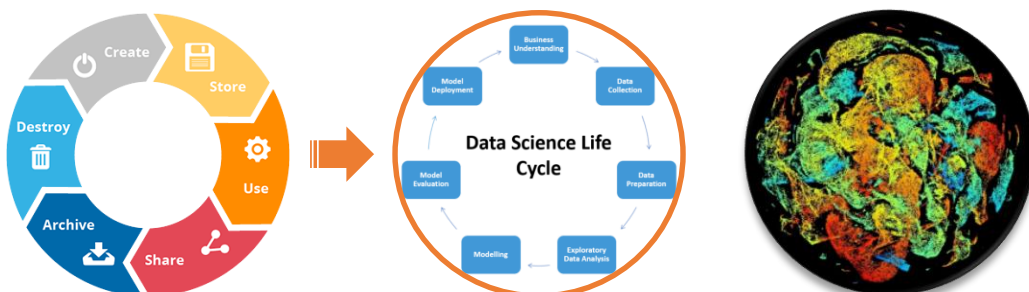 Create
Store
Use
Share
Archive
Destroy
Data Science Life
Cycle
Business
Understanding
Data
Collection
Data
Preparation
Exploratory
Data Analysis
Modelling
Model
Evaluation
Model
Deployment